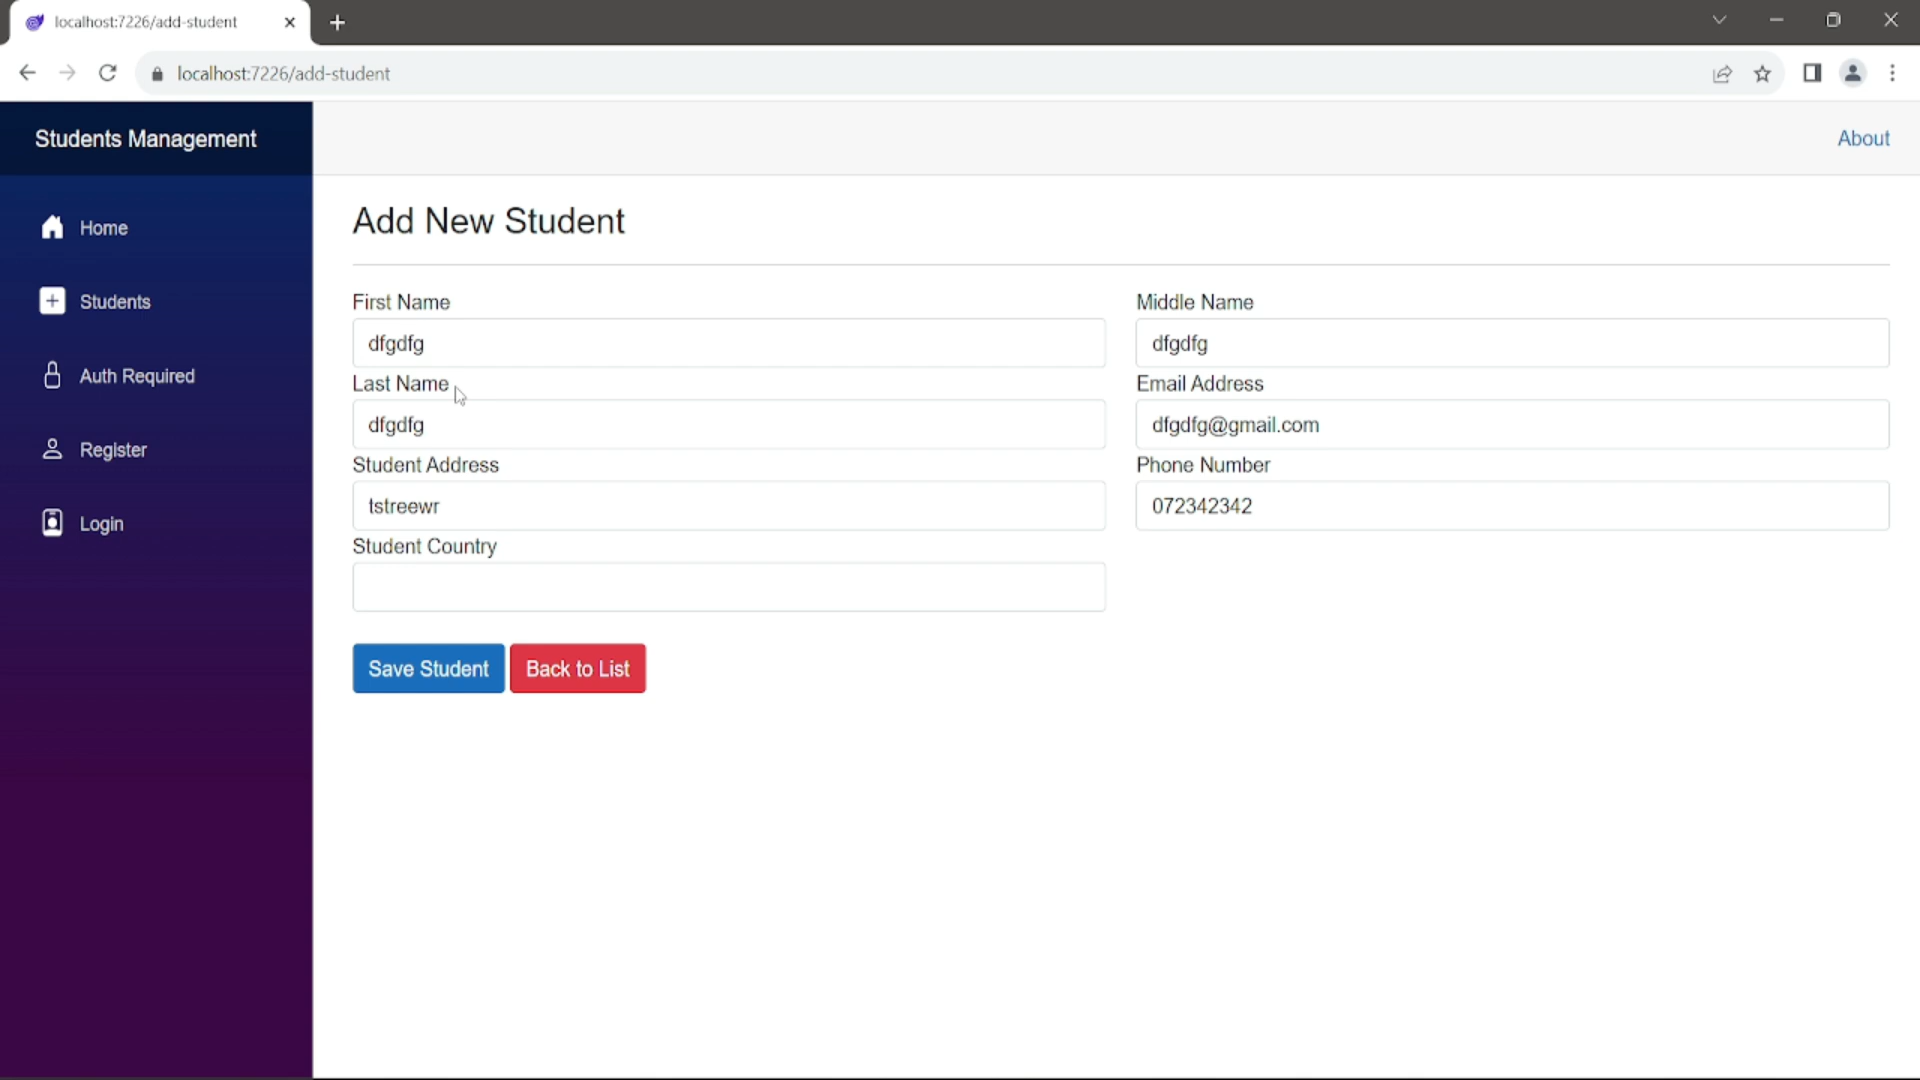 localhost:7226/add-student
localhost:7226/add-student
Students Management
About
Home
Students
Auth Required
Register
Login
Add New Student
First Name
Middle Name
dfgdfg
dfgdfg
Last Name
Email Address
dfgdfg
dfgdfg@gmail.com
Student Address
Phone Number
tstreewr
072342342
Student Country
Save Student
Back to List